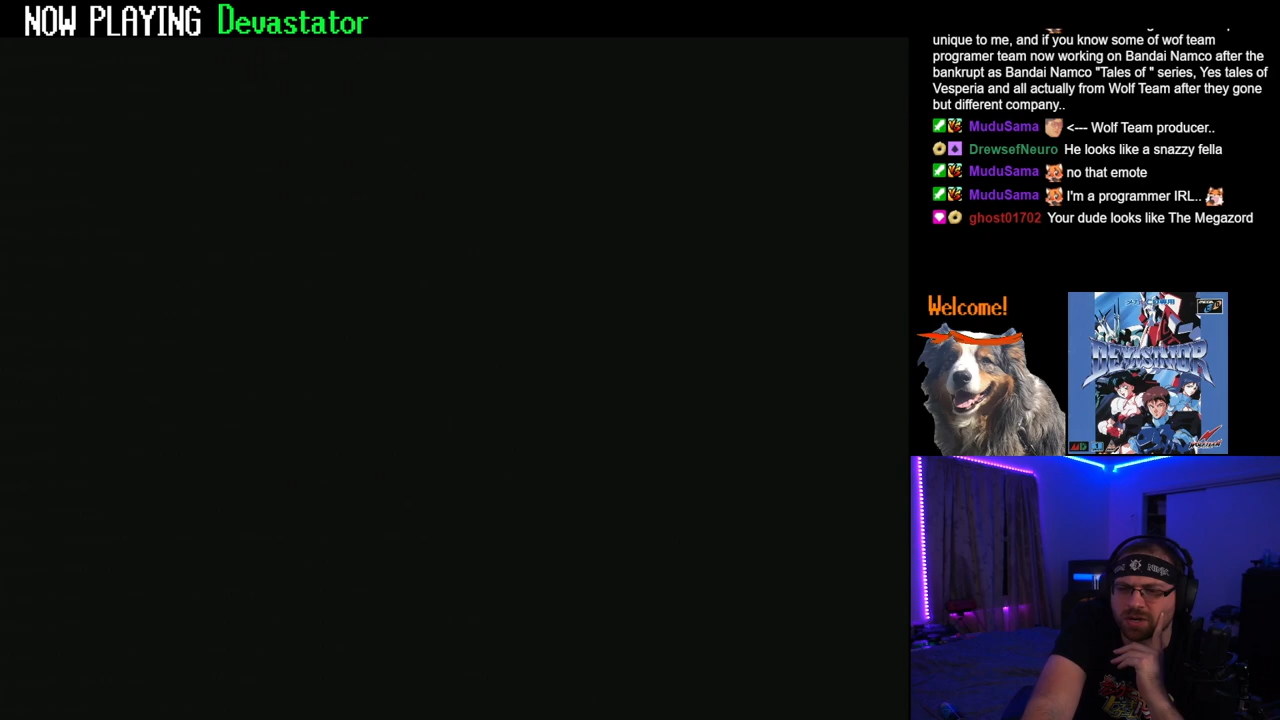 NOW PLAYING Devastator
unique to me, and if you know some of wof team
programer team now working on Bandai Namco after the
bankrupt as Bandai Namco "Tales of " series, Yes tales of
Vesperia and all actually from Wolf Team after they gone
but different company..
MuduSama <--- Wolf Team producer..
DrewsefNeuro He looks like a snazzy fella
MuduSama no that emote
MuduSama I'm a programmer IRL..
ghost01702 Your dude looks like The Megazord
Welcome!
DEVASTATOR